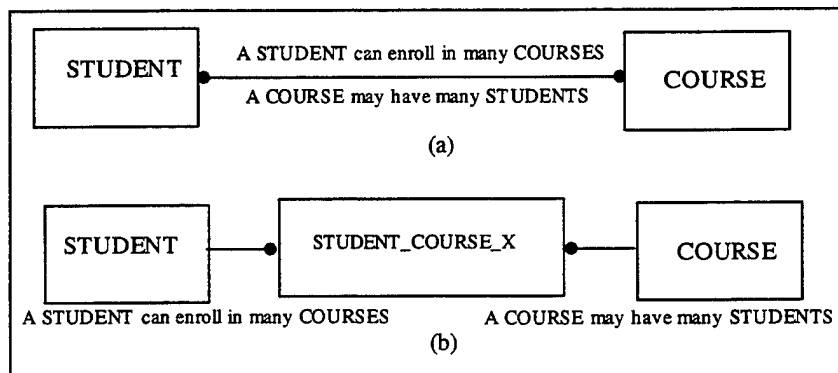 STUDENT
A STUDENT can enroll in many COURSES
A COURSE may have many STUDENTS
COURSE
(a)
STUDENT
STUDENT_COURSE_X
COURSE
A STUDENT can enroll in many COURSES
A COURSE may have many STUDENTS
(b)